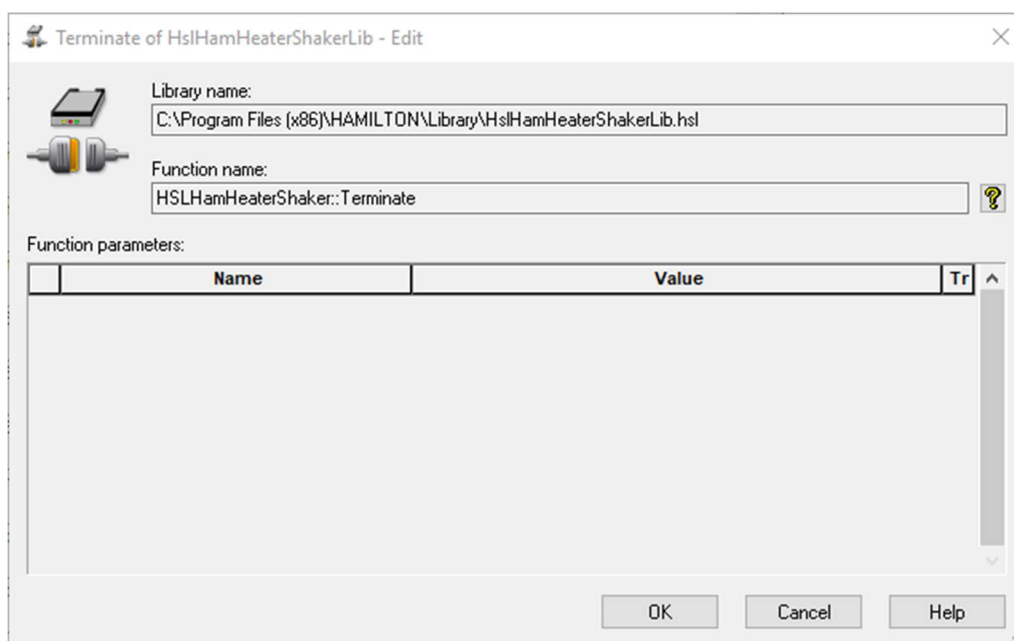 Terminate of HslHamHeaterShakerLib - Edit
Library name:
C:\Program Files (x86)\HAMILTON\Library\HslHamHeaterShakerLib.hsl
Function name:
HSLHamHeaterShaker::Terminate
Function parameters:
Name Value Tr
OK Cancel Help